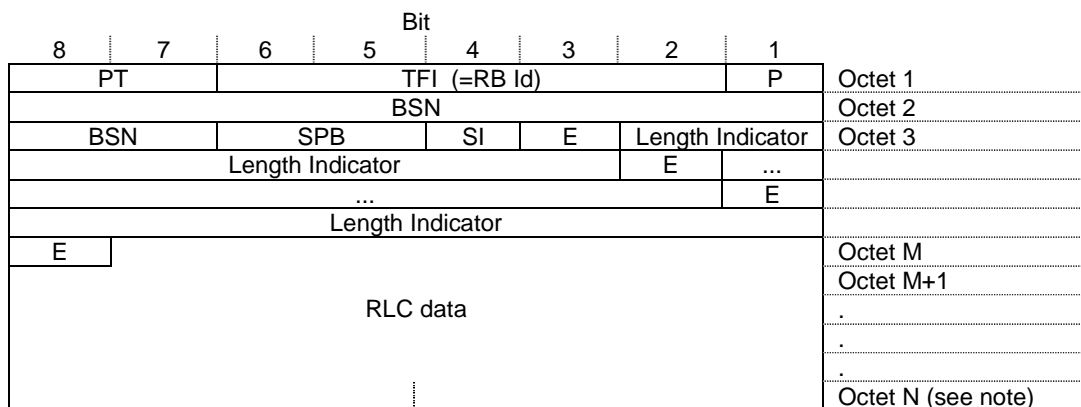 Bit
8 7 6 5 4 3 2 1
PT TFI (=RB Id) P Octet 1
BSN Octet 2
BSN SPB SI E Length Indicator Octet 3
Length Indicator E ...
... E
Length Indicator
E Octet M
Octet M+1
RLC data .
.
.
Octet N (see note)